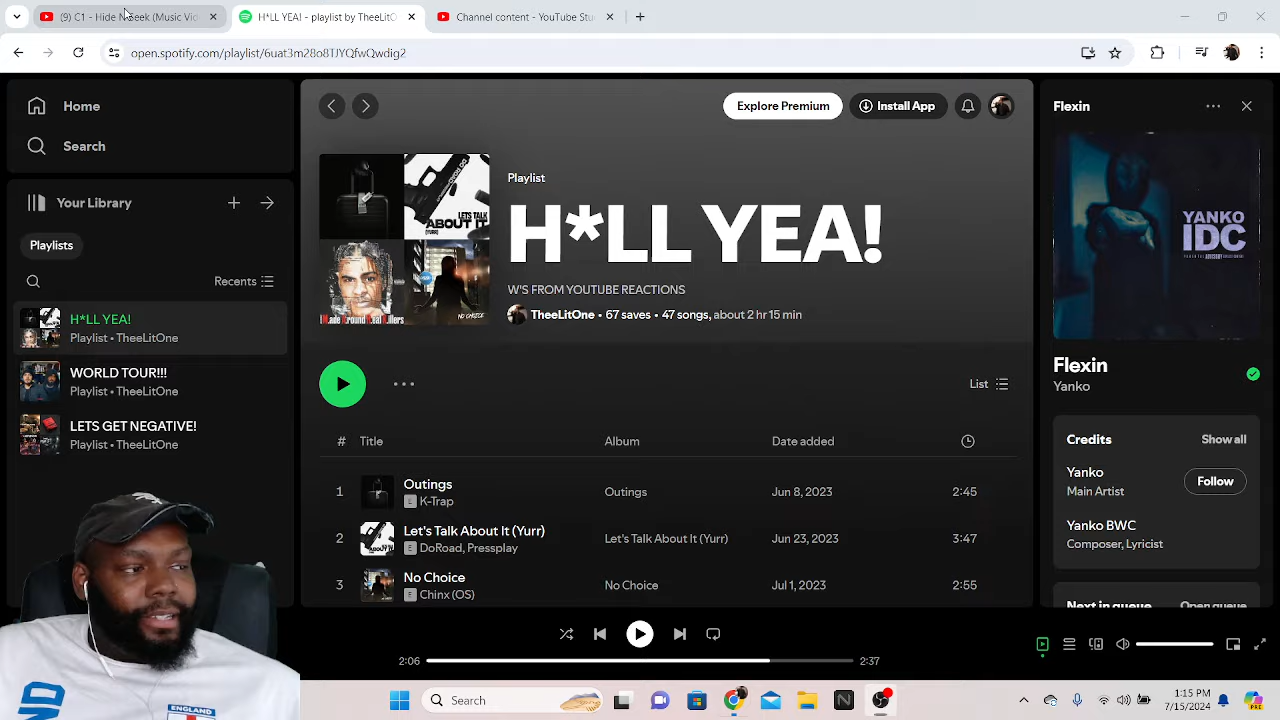 (9) C1 - Hide N Seek (Music Vid
H*LL YEA! - playlist by TheeLitO
Channel content - YouTube Stu
open.spotify.com/playlist/6uat3m28o8TJYQfwQwdig2
Home
Search
Your Library
Playlists
Recents
H*LL YEA!
Playlist • TheeLitOne
WORLD TOUR!!!
Playlist • TheeLitOne
LETS GET NEGATIVE!
Playlist • TheeLitOne
Explore Premium
Install App
LETS TALK
ABOUT IT
(YURR)
NO CHOICE
Playlist
H*LL YEA!
W'S FROM YOUTUBE REACTIONS
TheeLitOne • 67 saves • 47 songs, about 2 hr 15 min
List
# Title Album Date added
1 Outings Outings Jun 8, 2023 2:45
E K-Trap
2 Let's Talk About It (Yurr) Let's Talk About It (Yurr) Jun 23, 2023 3:47
E DoRoad, Pressplay
3 No Choice No Choice Jul 1, 2023 2:55
E Chinx (OS)
Flexin
YANKO
IDC
Flexin
Yanko
Credits
Show all
Yanko
Main Artist
Follow
Yanko BWC
Composer, Lyricist
Next in queue
Open queue
2:06
2:37
ENGLAND
Search
1:15 PM
7/15/2024
PRE